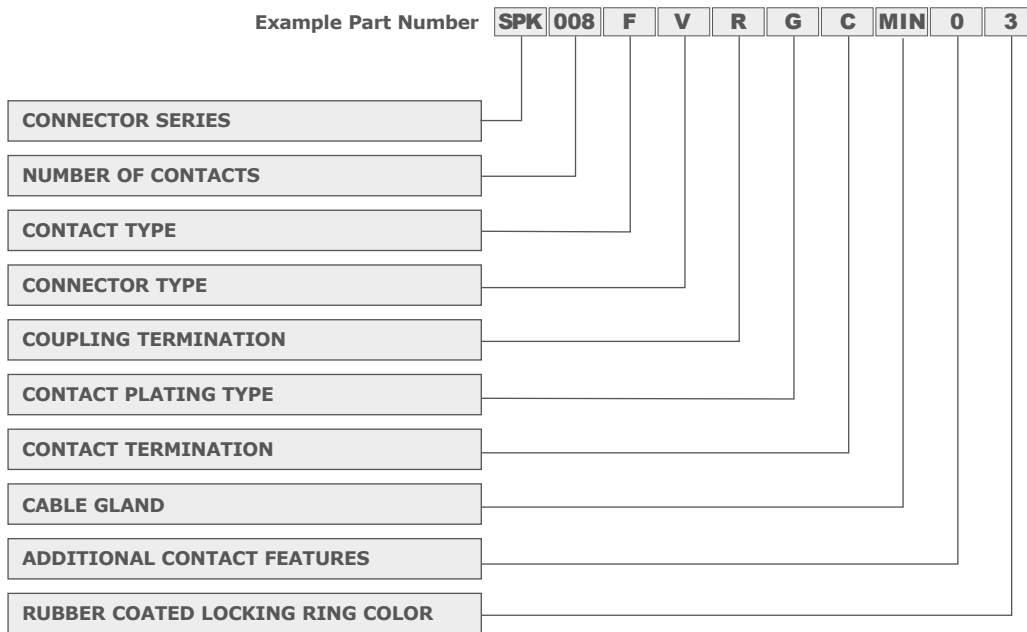 Example Part Number SPK 008 F V R G C MIN 0 3
CONNECTOR SERIES
NUMBER OF CONTACTS
CONTACT TYPE
CONNECTOR TYPE
COUPLING TERMINATION
CONTACT PLATING TYPE
CONTACT TERMINATION
CABLE GLAND
ADDITIONAL CONTACT FEATURES
RUBBER COATED LOCKING RING COLOR